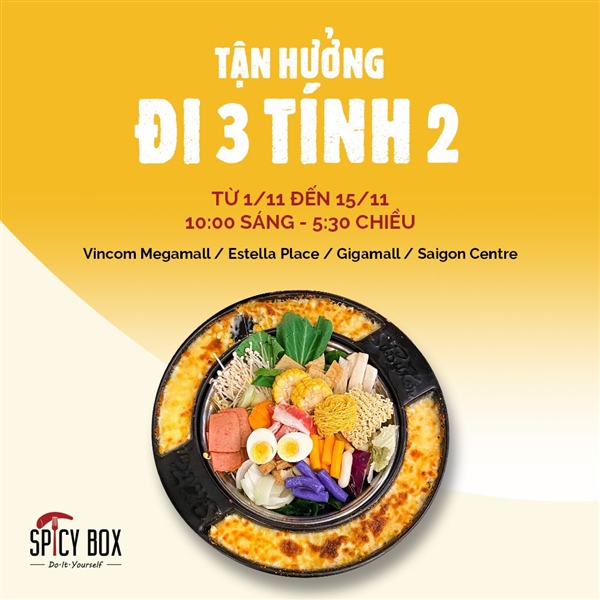 TẬN HƯỞNG
ĐI 3 TÍNH 2
TỪ 1/11 ĐẾN 15/11
10:00 SÁNG - 5:30 CHIỀU
Vincom Megamall / Estella Place / Gigamall / Saigon Centre
SPICY BOX
Do-It-Yourself